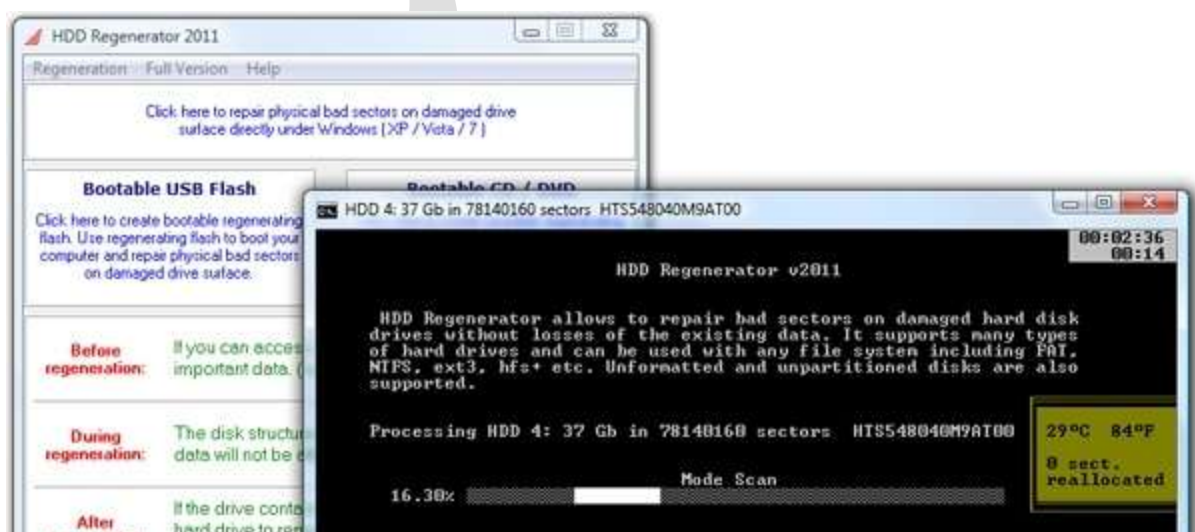 HDD Regenerator 2011
Regeneration Full Version Help
Click here to repair physical bad sectors on damaged drive
surface directly under Windows ( XP / Vista / 7 )
Bootable USB Flash
Click here to create bootable regenerating
flash. Use regenerating flash to boot your
computer and repair physical bad sectors
on damaged drive surface.
Bootable CD / DVD
Before
regeneration:
If you can acces
important data. (
During
regeneration:
The disk structu
data will not be
After
If the drive conta
hard drive to rep
HDD 4: 37 Gb in 78140160 sectors HTS548040M9AT00
00:02:36
00:14
HDD Regenerator v2011
HDD Regenerator allows to repair bad sectors on damaged hard disk
drives without losses of the existing data. It supports many types
of hard drives and can be used with any file system including FAT,
NTFS, ext3, hfs+ etc. Unformatted and unpartitioned disks are also
supported.
Processing HDD 4: 37 Gb in 78140160 sectors HTS548040M9AT00
29ºC 84ºF
0 sect.
reallocated
Mode Scan
16.30%